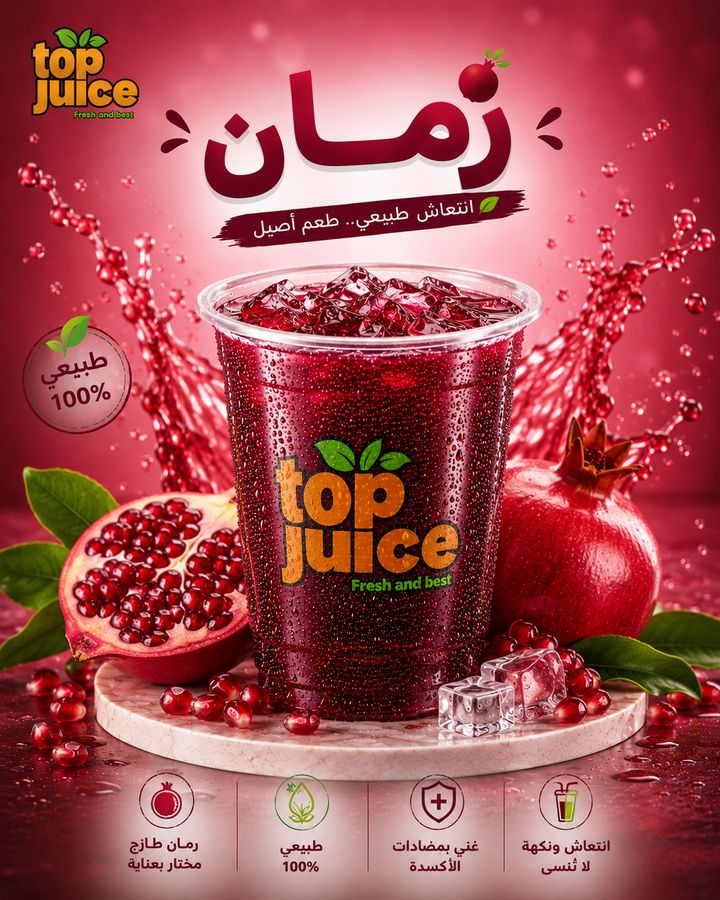 top
juice
Fresh and best
رمان
انتعاش طبيعي.. طعم أصيل
طبيعي
100%
top
juice
Fresh and best
انتعاش ونكهة
لا تُنسى
غني بمضادات
الأكسدة
طبيعي
100%
رمان طازج
مختار بعناية